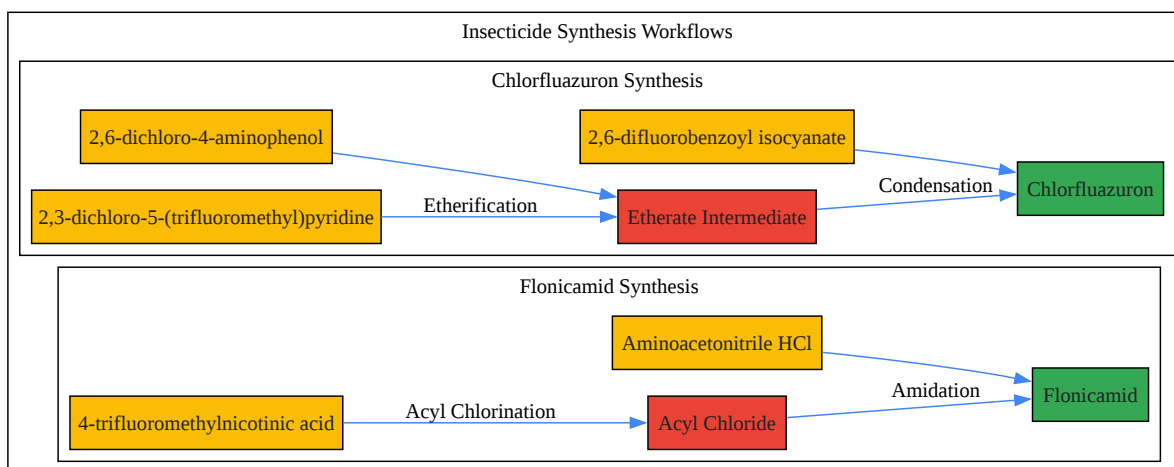 Insecticide Synthesis Workflows
Chlorfluazuron Synthesis
2,6-dichloro-4-aminophenol
2,6-difluorobenzoyl isocyanate
2,3-dichloro-5-(trifluoromethyl)pyridine
Etherification
Etherate Intermediate
Condensation
Chlorfluazuron
Flonicamid Synthesis
Aminoacetonitrile HCl
4-trifluoromethylnicotinic acid
Acyl Chlorination
Acyl Chloride
Amidation
Flonicamid